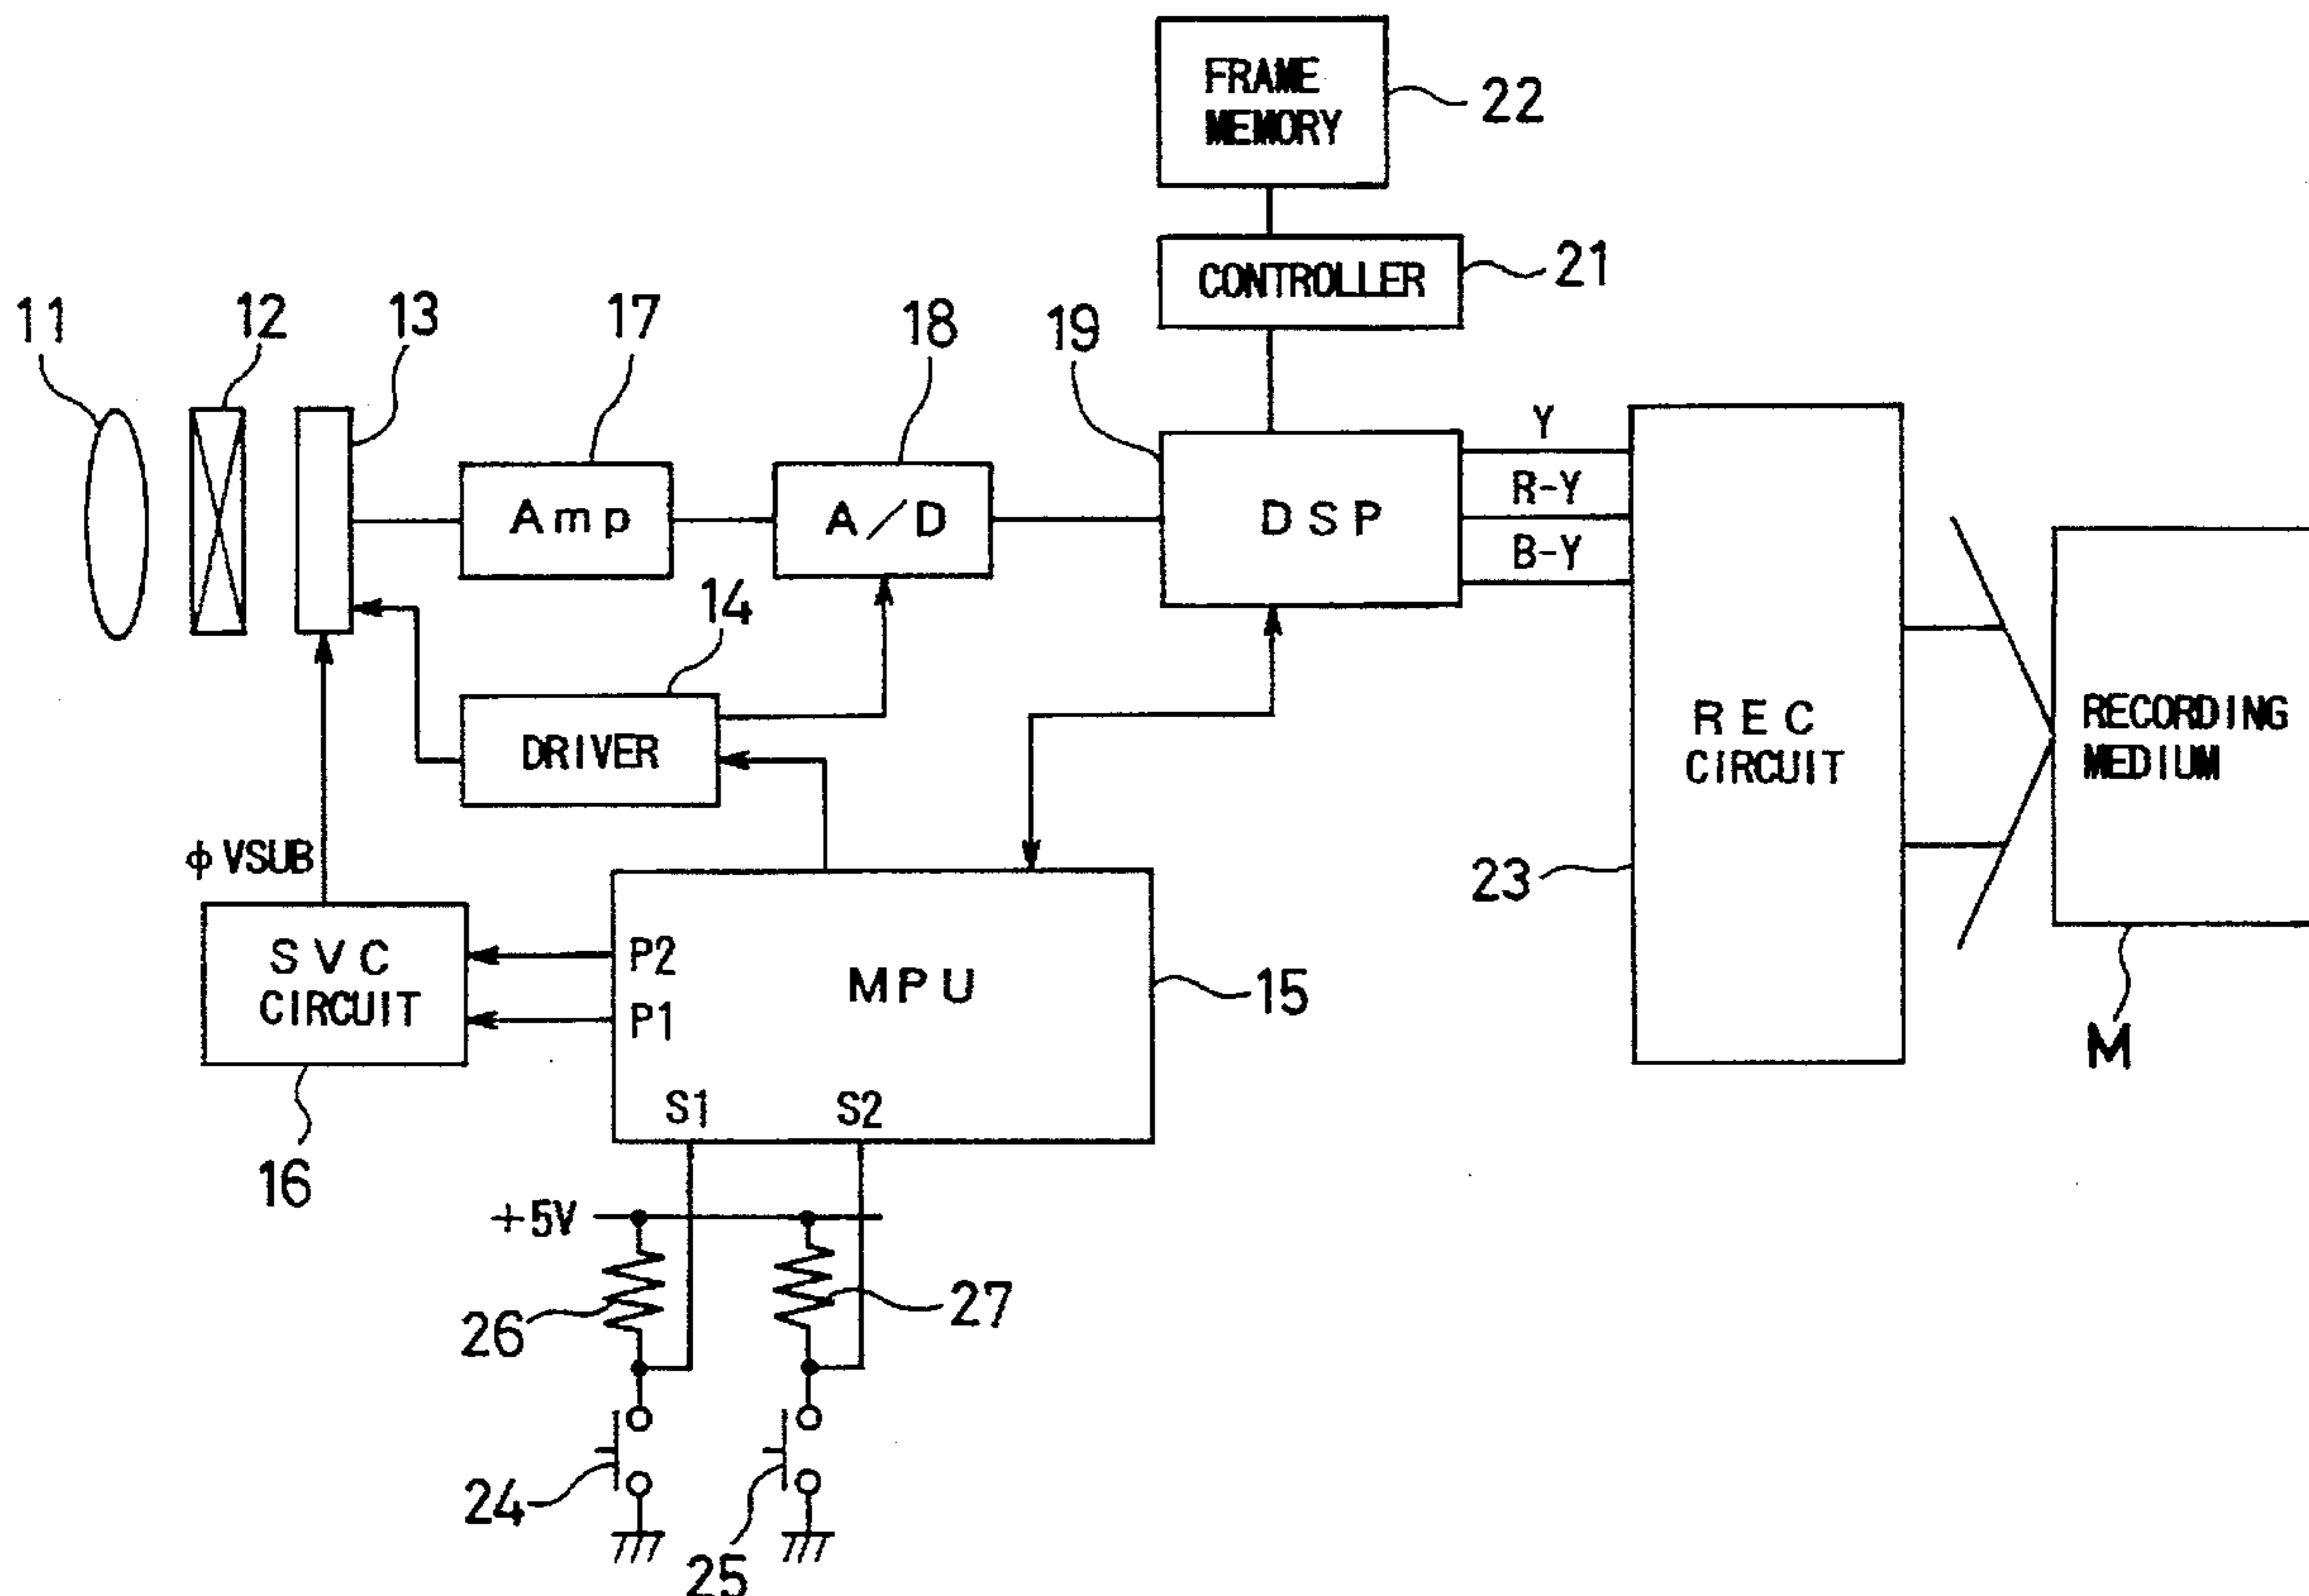 FRAME
MEMORY
22
CONTROLLER
21
11
12
13
17
18
19
Amp
A/D
DSP
Y
R-Y
B-Y
14
DRIVER
REC
CIRCUIT
RECORDING
MEDIUM
φVSUB
23
SVC
CIRCUIT
P2
P1
MPU
15
M
S1
S2
16
+5V
26
27
24
25